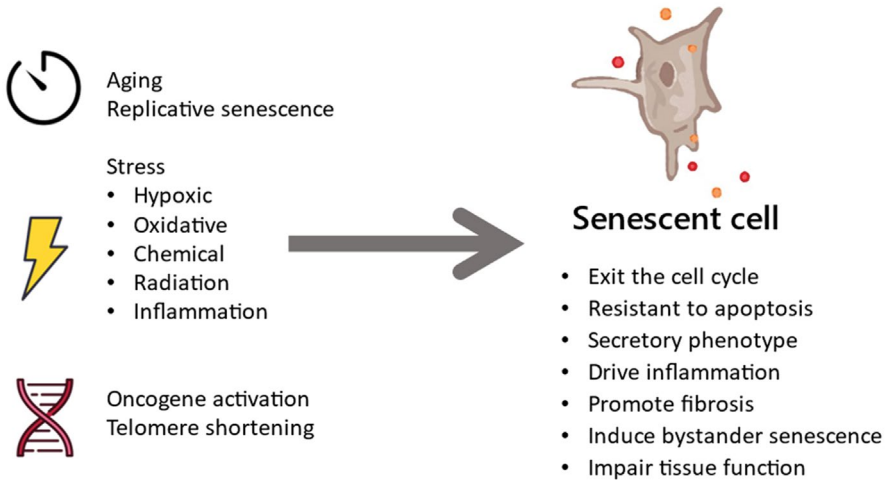 Aging
Replicative senescence
Stress
• Hypoxic
• Oxidative
• Chemical
• Radiation
• Inflammation
Oncogene activation
Telomere shortening
Senescent cell
• Exit the cell cycle
• Resistant to apoptosis
• Secretory phenotype
• Drive inflammation
• Promote fibrosis
• Induce bystander senescence
• Impair tissue function